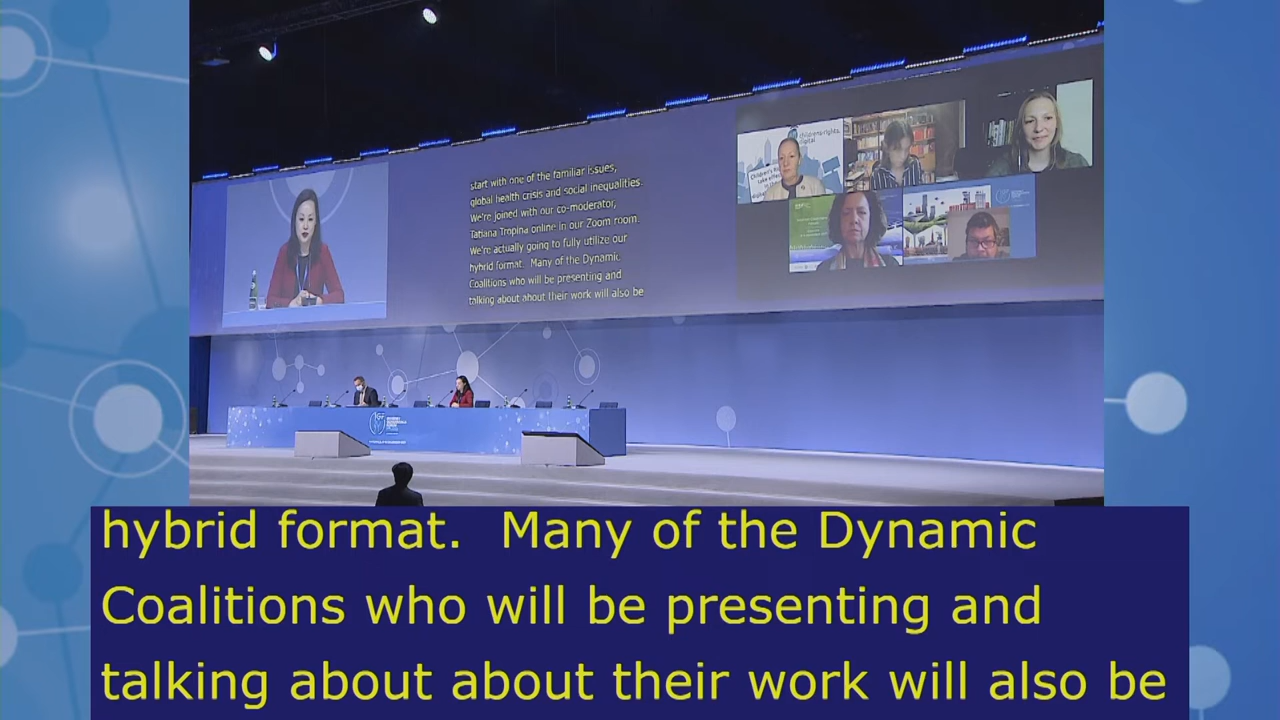 start with one of the familiar issues,
global health crisis and social inequalities.
We're joined with our co-moderator,
Tatiana Tropina online in our Zoom room.
We're actually going to fully utilize our
hybrid format. Many of the Dynamic
Coalitions who will be presenting and
talking about about their work will also be
childrens-rights.
digital
hybrid format. Many of the Dynamic
Coalitions who will be presenting and
talking about about their work will also be